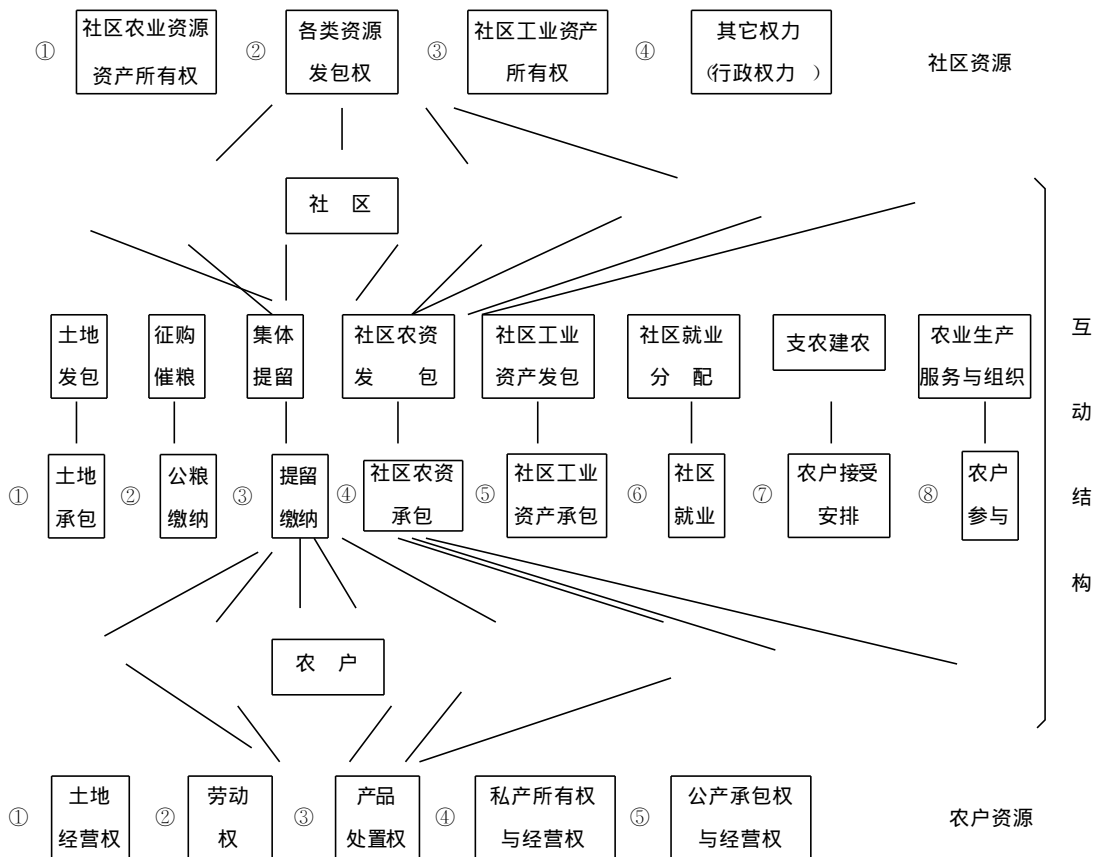 ① 社区农业资源 资产所有权
② 各类资源 发包权
③ 社区工业资产 所有权
④ 其它权力 (行政权力 )
社区资源
社 区
土地 发包
征购 催粮
集体 提留
社区农资 发 包
社区工业 资产发包
社区就业 分 配
支农建农
农业生产 服务与组织
互 动 结 构
① 土地 承包
② 公粮 缴纳
③ 提留 缴纳
④ 社区农资 承包
⑤ 社区工业 资产承包
⑥ 社区 就业
⑦ 农户接受 安排
⑧ 农户 参与
农 户
① 土地 经营权
② 劳动 权
③ 产品 处置权
④ 私产所有权 与经营权
⑤ 公产承包权 与经营权
农户资源